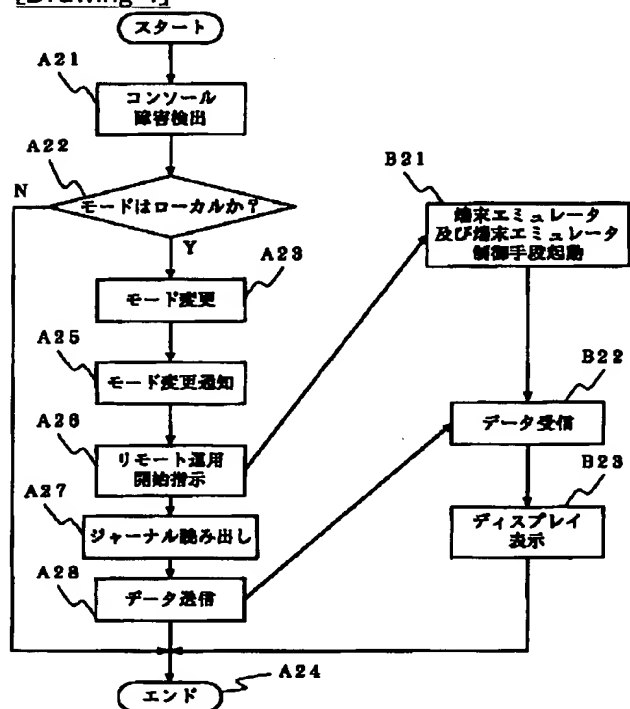 [Drawing 4]
スタート
A21
コンソール
障害検出
A22
N
モードはローカルか?
Y
A23
モード変更
A25
モード変更通知
A26
リモート運用
開始指示
A27
ジャーナル読み出し
A28
データ送信
エンド
A24
B21
端末エミュレータ
及び端末エミュレータ
制御手段起動
B22
データ受信
B23
ディスプレイ
表示